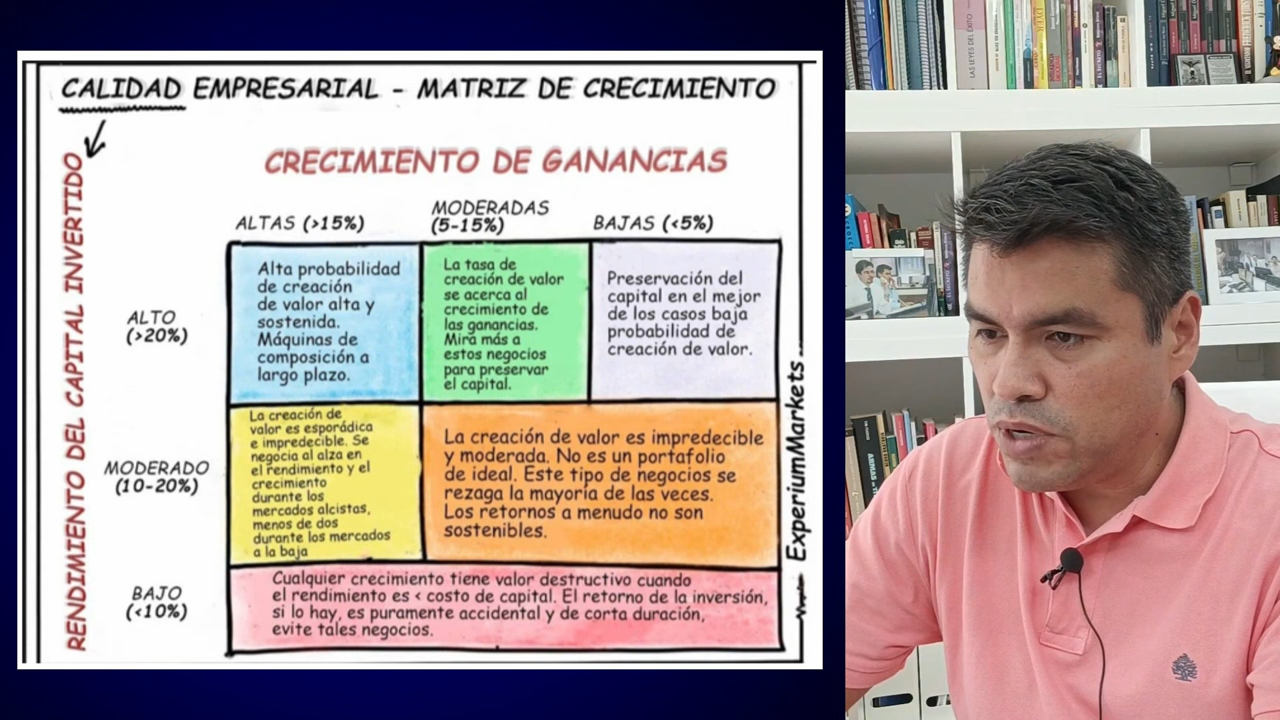 CALIDAD EMPRESARIAL - MATRIZ DE CRECIMIENTO
CRECIMIENTO DE GANANCIAS
RENDIMIENTO DEL CAPITAL INVERTIDO
ALTAS (>15%)
MODERADAS
(5-15%)
BAJAS (<5%)
ALTO
(>20%)
Alta probabilidad
de creación
de valor alta y
sostenida.
Máquinas de
composición a
largo plazo.
La tasa de
creación de valor
se acerca al
crecimiento de
las ganancias.
Mira más a
estos negocios
para preservar
el capital.
Preservación del
capital en el mejor
de los casos baja
probabilidad de
creación de valor.
MODERADO
(10-20%)
La creación de
valor es esporádica
e impredecible. Se
negocia al alza en
el rendimiento y el
crecimiento
durante los
mercados alcistas,
menos de dos
durante los mercados
a la baja
La creación de valor es impredecible
y moderada. No es un portafolio
de ideal. Este tipo de negocios se
rezaga la mayoría de las veces.
Los retornos a menudo no son
sostenibles.
BAJO
(<10%)
Cualquier crecimiento tiene valor destructivo cuando
el rendimiento es < costo de capital. El retorno de la inversión,
si lo hay, es puramente accidental y de corta duración,
evite tales negocios.
ExperiumMarkets
LAS LEYES DEL ÉXITO
DYER